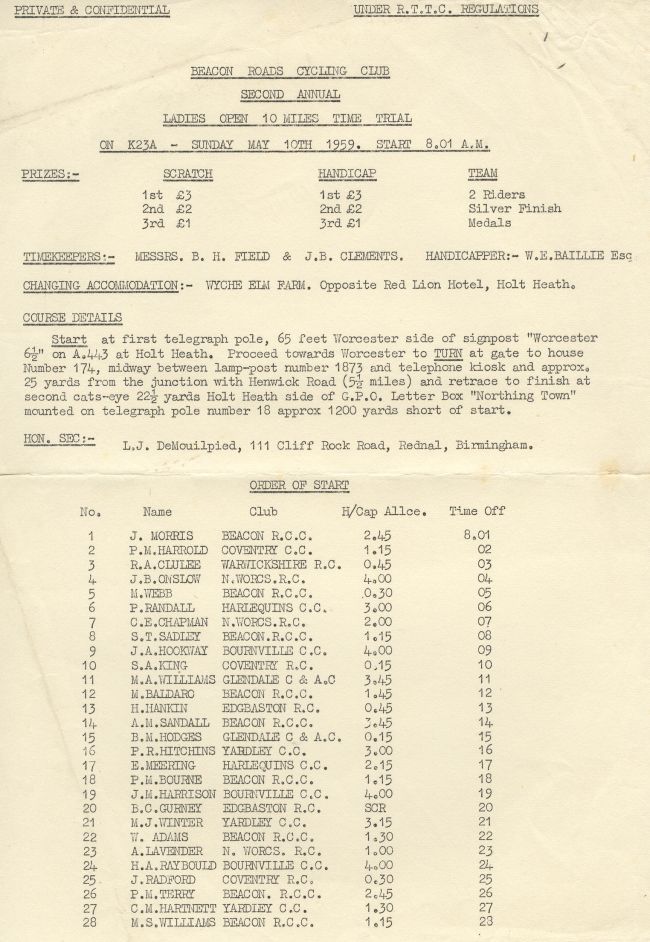 PRIVATE & CONFIDENTIAL UNDER R.T.T.C. REGULATIONS
BEACON ROADS CYCLING CLUB
SECOND ANNUAL
LADIES OPEN 10 MILES TIME TRIAL
ON K23A - SUNDAY MAY 10TH 1959. START 8.01 A.M.
PRIZES:- SCRATCH HANDICAP TEAM
1st £3 1st £3 2 Riders
2nd £2 2nd £2 Silver Finish
3rd £1 3rd £1 Medals
TIMEKEEPERS:- MESSRS. B. H. FIELD & J.B. CLEMENTS. HANDICAPPER:- W.E.BAILLIE Esq
CHANGING ACCOMMODATION:- WYCHE ELM FARM. Opposite Red Lion Hotel, Holt Heath.
COURSE DETAILS
Start at first telegraph pole, 65 feet Worcester side of signpost "Worcester
6½" on A.443 at Holt Heath. Proceed towards Worcester to TURN at gate to house
Number 174, midway between lamp-post number 1873 and telephone kiosk and approx.
25 yards from the junction with Henwick Road (5½ miles) and retrace to finish at
second cats-eye 22½ yards Holt Heath side of G.P.O. Letter Box "Northing Town"
mounted on telegraph pole number 18 approx 1200 yards short of start.
HON. SEC:- L.J. DeMouilpied, 111 Cliff Rock Road, Rednal, Birmingham.
ORDER OF START
No. Name Club H/Cap Allce. Time Off
1 J. MORRIS BEACON R.C.C. 2.45 8.01
2 P.M.HARROLD COVENTRY C.C. 1.15 02
3 R.A.CLULEE WARWICKSHIRE R.C. 0.45 03
4 J.B.ONSLOW N.WORCS.R.C. 4.00 04
5 M.WEBB BEACON R.C.C. 0.30 05
6 P.RANDALL HARLEQUINS C.C. 3.00 06
7 C.E.CHAPMAN N.WORCS.R.C. 2.00 07
8 S.T.SADLEY BEACON.R.C.C. 1.15 08
9 J.A.HOOKWAY BOURNVILLE C.C. 4.00 09
10 S.A.KING COVENTRY R.C. 0.15 10
11 M.A.WILLIAMS GLENDALE C & A.C 3.45 11
12 M.BALDARO BEACON R.C.C. 1.45 12
13 H.HANKIN EDGBASTON R.C. 0.45 13
14 A.M.SANDALL BEACON R.C.C. 3.45 14
15 B.M.HODGES GLENDALE C & A.C. 0.15 15
16 P.R.HITCHINS YARDLEY C.C. 3.00 16
17 E.MEERING HARLEQUINS C.C. 2.15 17
18 P.M.BOURNE BEACON R.C.C. 1.15 18
19 J.M.HARRISON BOURNVILLE C.C. 4.00 19
20 B.C.GURNEY EDGBASTON R.C. SCR 20
21 M.J.WINTER YARDLEY C.C. 3.15 21
22 W. ADAMS BEACON R.C.C. 1.30 22
23 A.LAVENDER N. WORCS. R.C. 1.00 23
24 H.A.RAYBOULD BOURNVILLE C.C. 4.00 24
25 J.RADFORD COVENTRY R.C. 0.30 25
26 P.M.TERRY BEACON. R.C.C. 2.45 26
27 C.M.HARTNETT YARDLEY C.C. 1.30 27
28 M.S.WILLIAMS BEACON R.C.C. 1.15 28